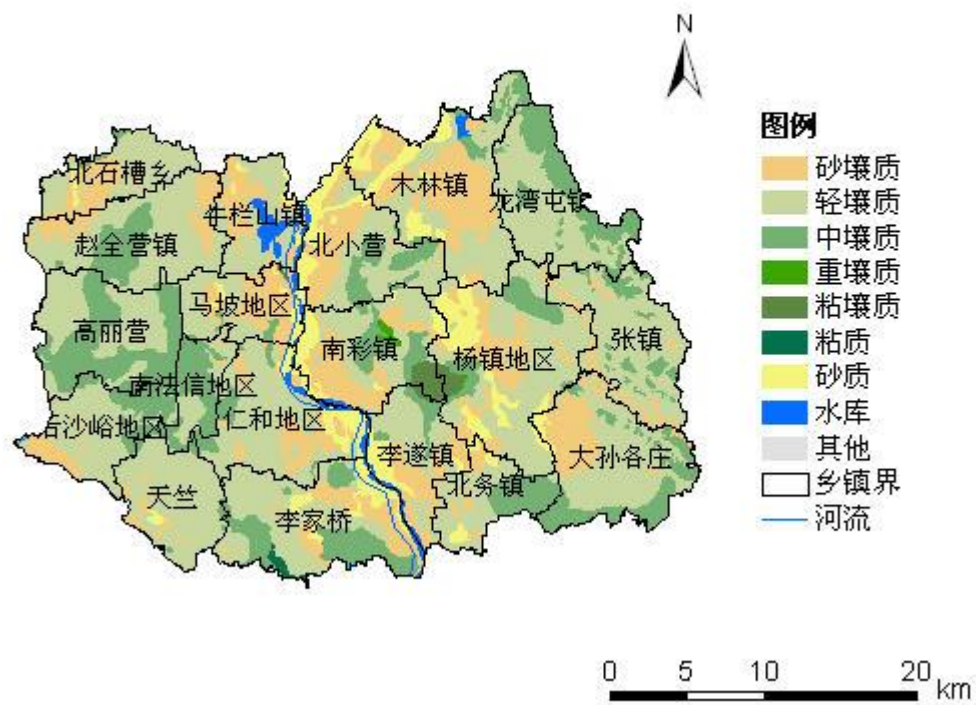 N
北石槽乡
木林镇
龙湾屯镇
牛栏山镇
赵全营镇
北小营
马坡地区
高丽营
南彩镇
杨镇地区
张镇
南法信地区
后沙峪地区
仁和地区
李遂镇
大孙各庄
天竺
北务镇
李家桥
图例
砂壤质
轻壤质
中壤质
重壤质
粘壤质
粘质
砂质
水库
其他
乡镇界
河流
0 5 10 20 km